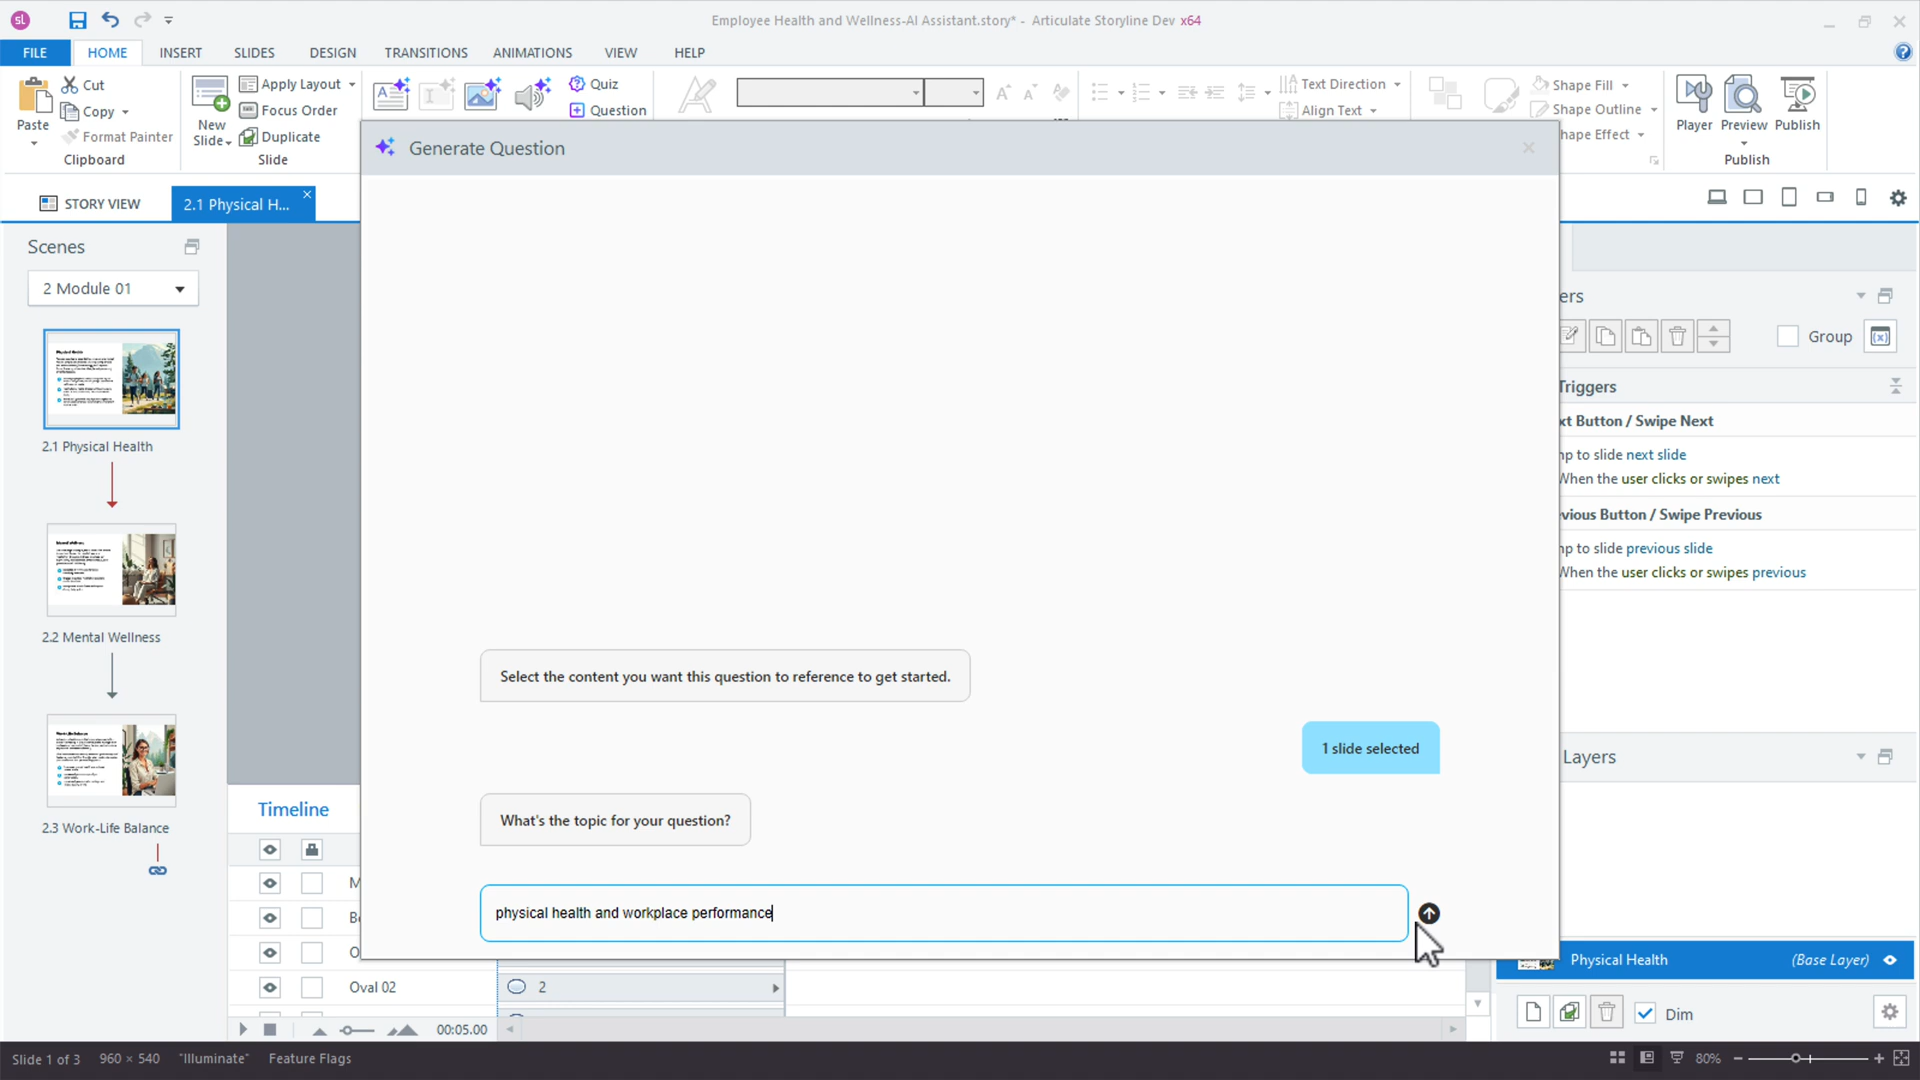 sl
Employee Health and Wellness-AI Assistant.story* - Articulate Storyline Dev x64
FILE
HOME
INSERT
SLIDES
DESIGN
TRANSITIONS
ANIMATIONS
VIEW
HELP
Paste
Cut
Copy
Format Painter
Clipboard
New
Slide
Apply Layout
Focus Order
Duplicate
Slide
Quiz
Question
Text Direction
Align Text
Shape Fill
Shape Outline
hape Effect
Player
Preview
Publish
Publish
STORY VIEW
2.1 Physical H...
Scenes
2 Module 01
2.1 Physical Health
2.2 Mental Wellness
2.3 Work-Life Balance
Generate Question
Select the content you want this question to reference to get started.
1 slide selected
What's the topic for your question?
physical health and workplace performance
ers
Group
Triggers
xt Button / Swipe Next
mp to slide next slide
When the user clicks or swipes next
evious Button / Swipe Previous
mp to slide previous slide
When the user clicks or swipes previous
Layers
Physical Health
(Base Layer)
Dim
Timeline
M
Be
O
Oval 02
2
00:05.00
Slide 1 of 3
960 × 540
"Illuminate"
Feature Flags
80%